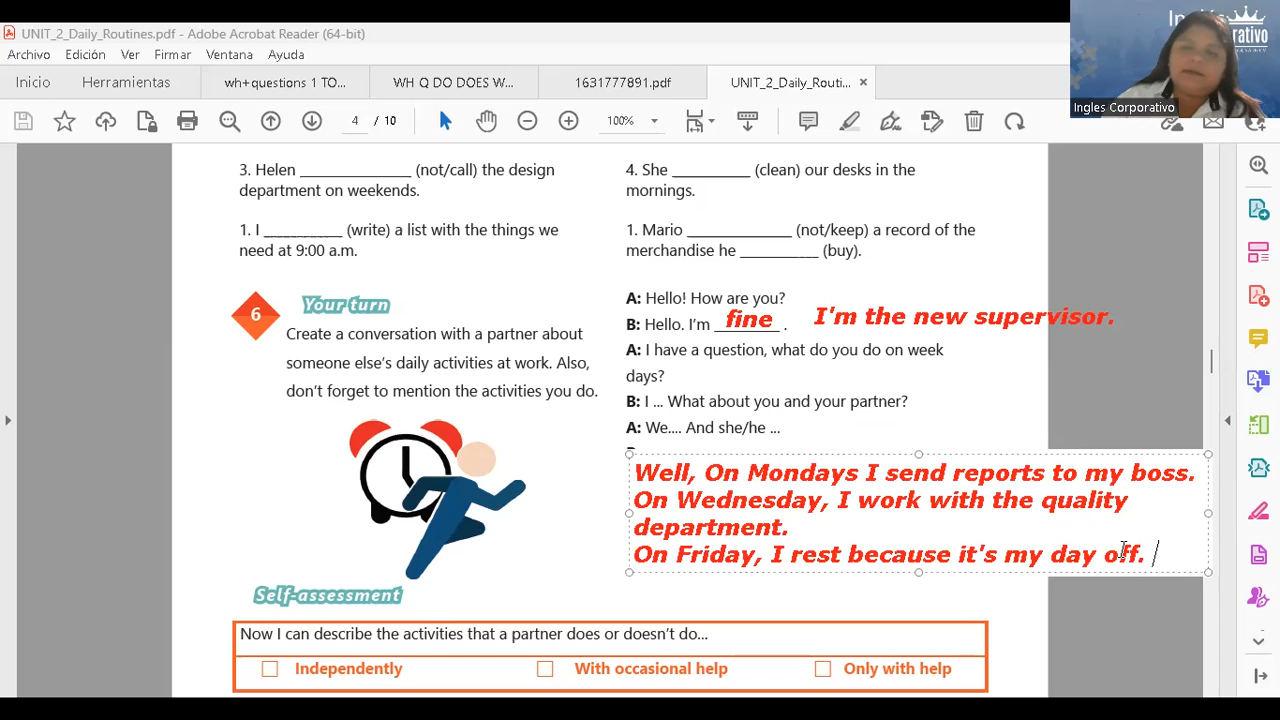 UNIT_2_Daily_Routines.pdf - Adobe Acrobat Reader (64-bit)
Archivo Edición Ver Firmar Ventana Ayuda
Inicio Herramientas wh+questions 1 TO... WH Q DO DOES W... 1631777891.pdf UNIT_2_Daily_Routi... ×
Ingles Corporativo
4 / 10 100%
3. Helen _______________ (not/call) the design
department on weekends.
1. I ___________ (write) a list with the things we
need at 9:00 a.m.
4. She ___________ (clean) our desks in the
mornings.
1. Mario _______________ (not/keep) a record of the
merchandise he ___________ (buy).
6
Your turn
Create a conversation with a partner about
someone else's daily activities at work. Also,
don't forget to mention the activities you do.
A: Hello! How are you?
B: Hello. I'm fine . I'm the new supervisor.
A: I have a question, what do you do on week
days?
B: I ... What about you and your partner?
A: We.... And she/he ...
Well, On Mondays I send reports to my boss.
On Wednesday, I work with the quality
department.
On Friday, I rest because it's my day off.
Self-assessment
Now I can describe the activities that a partner does or doesn't do...
Independently With occasional help Only with help